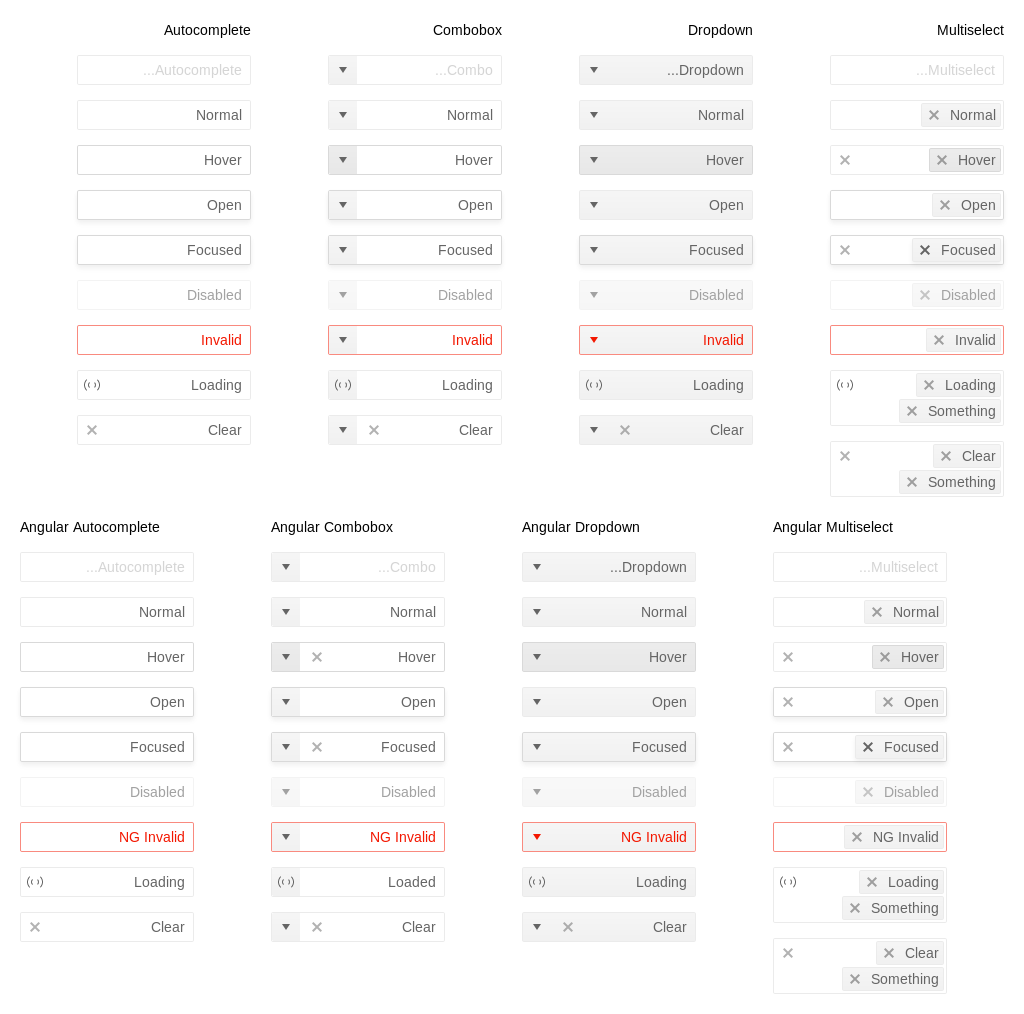 Autocomplete Combobox Dropdown Multiselect
...Autocomplete ...Combo ...Dropdown ...Multiselect
Normal Normal Normal Normal
Hover Hover Hover Hover
Open Open Open Open
Focused Focused Focused Focused
Disabled Disabled Disabled Disabled
Invalid Invalid Invalid Invalid
Loading Loading Loading Loading
Something
Clear Clear Clear
Clear
Something
Angular Autocomplete Angular Combobox Angular Dropdown Angular Multiselect
...Autocomplete ...Combo ...Dropdown ...Multiselect
Normal Normal Normal Normal
Hover Hover Hover Hover
Open Open Open Open
Focused Focused Focused Focused
Disabled Disabled Disabled Disabled
NG Invalid NG Invalid NG Invalid NG Invalid
Loading Loaded Loading Loading
Something
Clear Clear Clear
Clear
Something